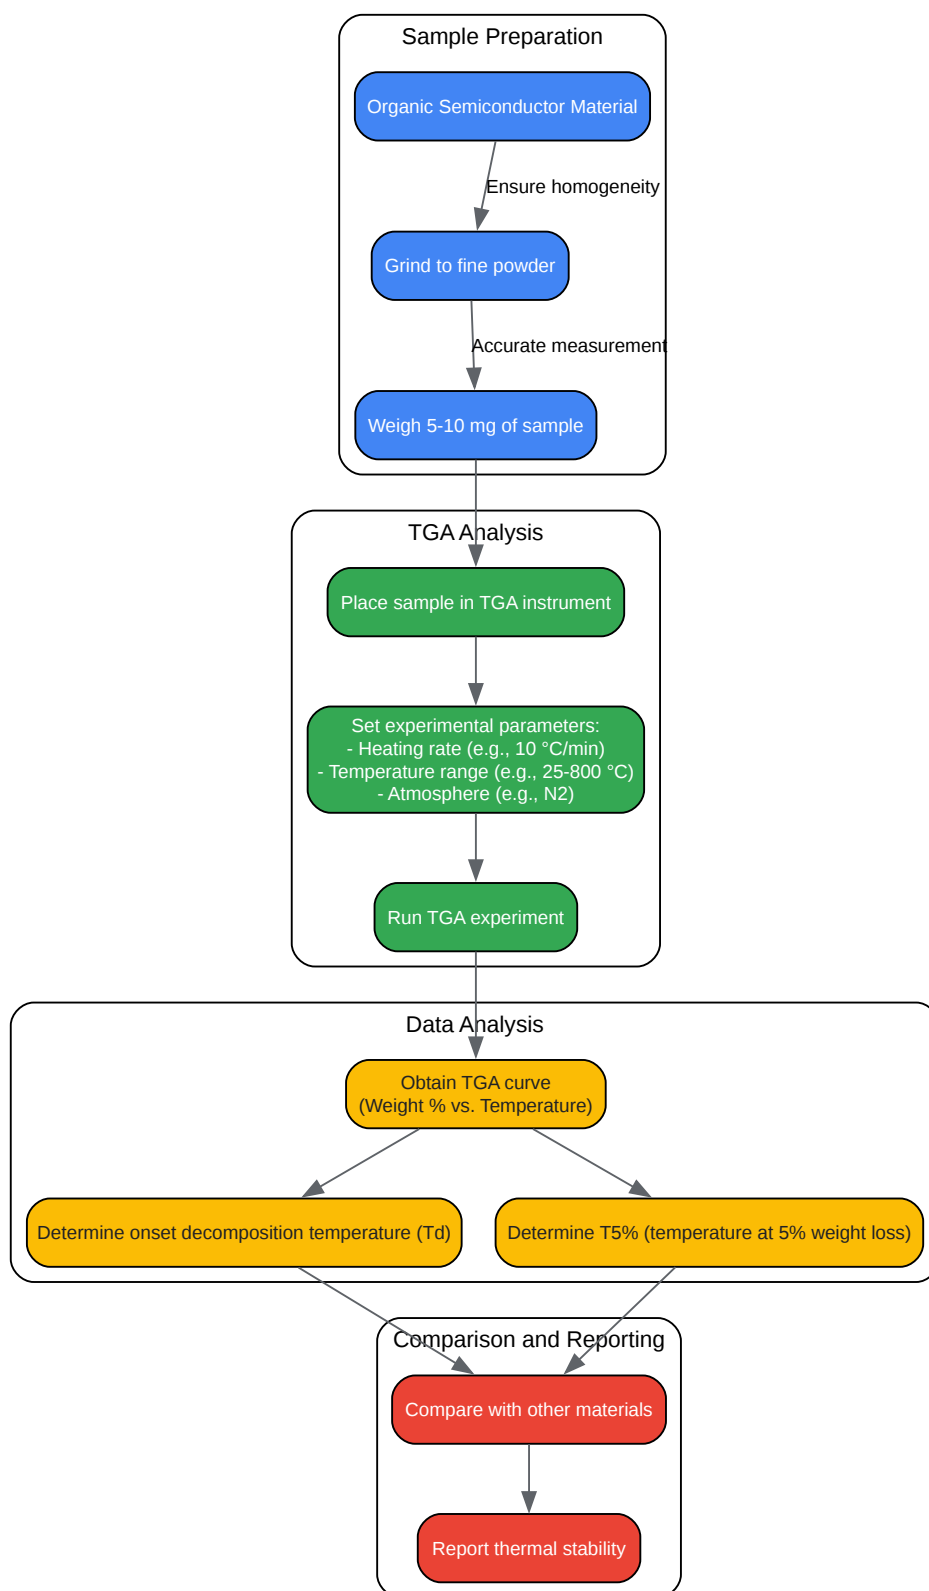 Sample Preparation
Organic Semiconductor Material
Ensure homogeneity
Grind to fine powder
Accurate measurement
Weigh 5-10 mg of sample
TGA Analysis
Place sample in TGA instrument
Set experimental parameters:
- Heating rate (e.g., 10 °C/min)
- Temperature range (e.g., 25-800 °C)
- Atmosphere (e.g., N2)
Run TGA experiment
Data Analysis
Obtain TGA curve
(Weight % vs. Temperature)
Determine onset decomposition temperature (Td)
Determine T5% (temperature at 5% weight loss)
Comparison and Reporting
Compare with other materials
Report thermal stability